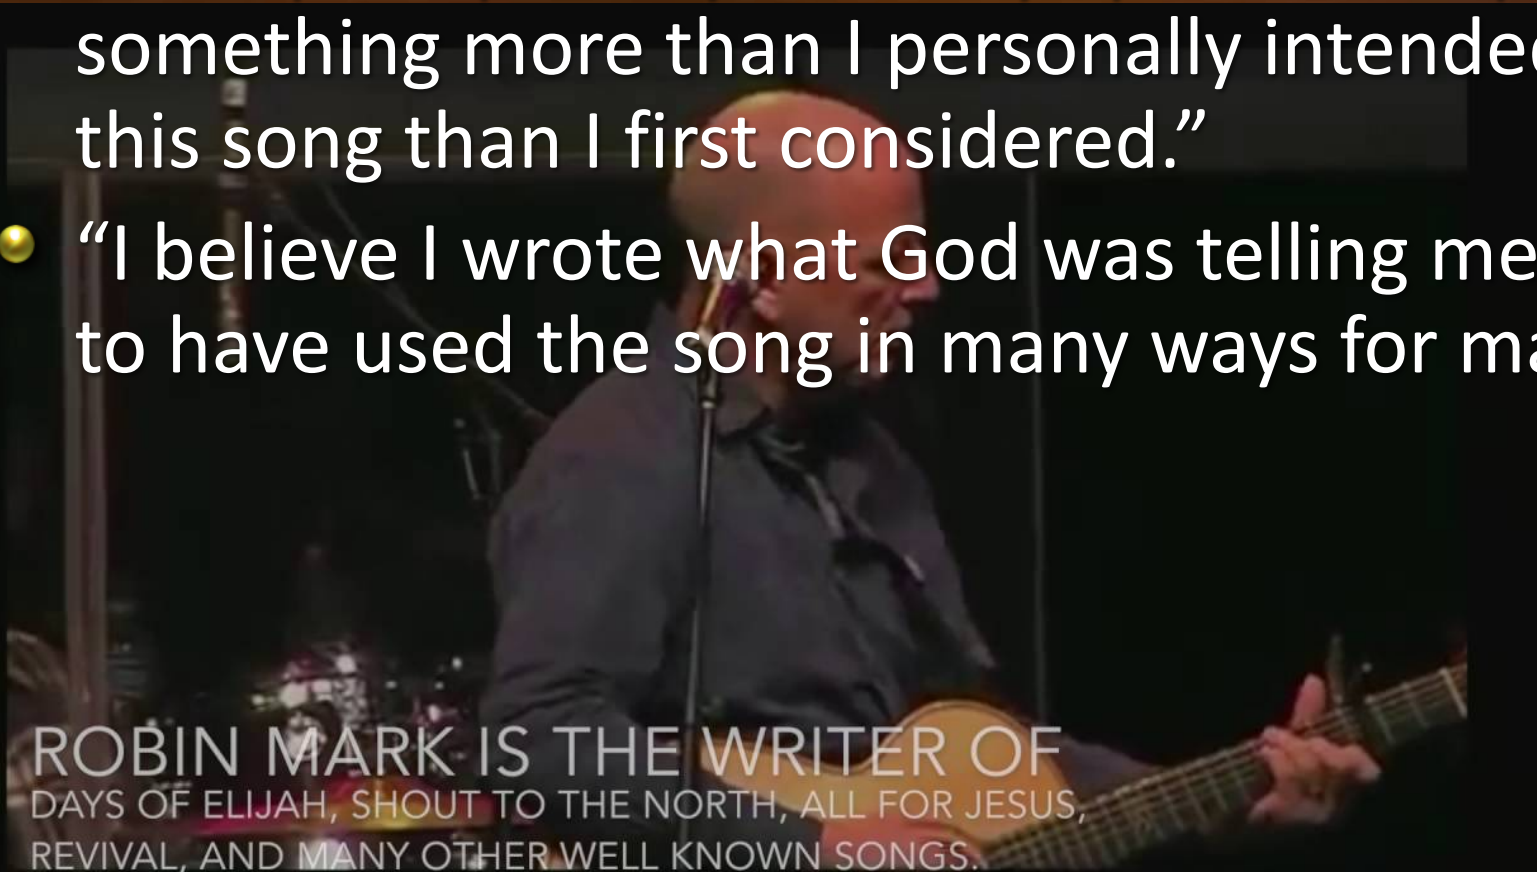 something more than I personally intended
this song than I first considered.”
“I believe I wrote what God was telling me
to have used the song in many ways for
ROBIN MARK IS THE WRITER OF
DAYS OF ELIJAH, SHOUT TO THE NORTH, ALL FOR JESUS,
REVIVAL, AND MANY OTHER WELL KNOWN SONGS.